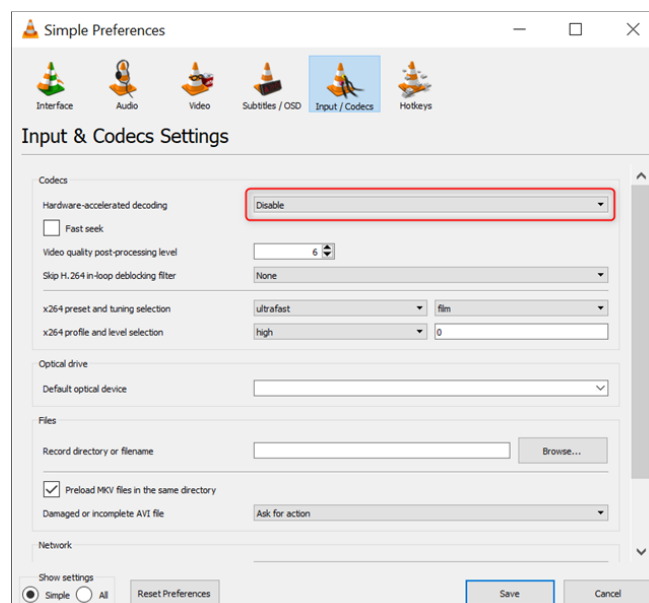 Simple Preferences
Interface Audio Video Subtitles / OSD Input / Codecs Hotkeys
Input & Codecs Settings
Codecs
Hardware-accelerated decoding Disable
Fast seek
Video quality post-processing level 6
Skip H.264 in-loop deblocking filter None
x264 preset and tuning selection ultrafast film
x264 profile and level selection high 0
Optical drive
Default optical device
Files
Record directory or filename Browse...
Preload MKV files in the same directory
Damaged or incomplete AVI file Ask for action
Network
Show settings
Simple All Reset Preferences Save Cancel